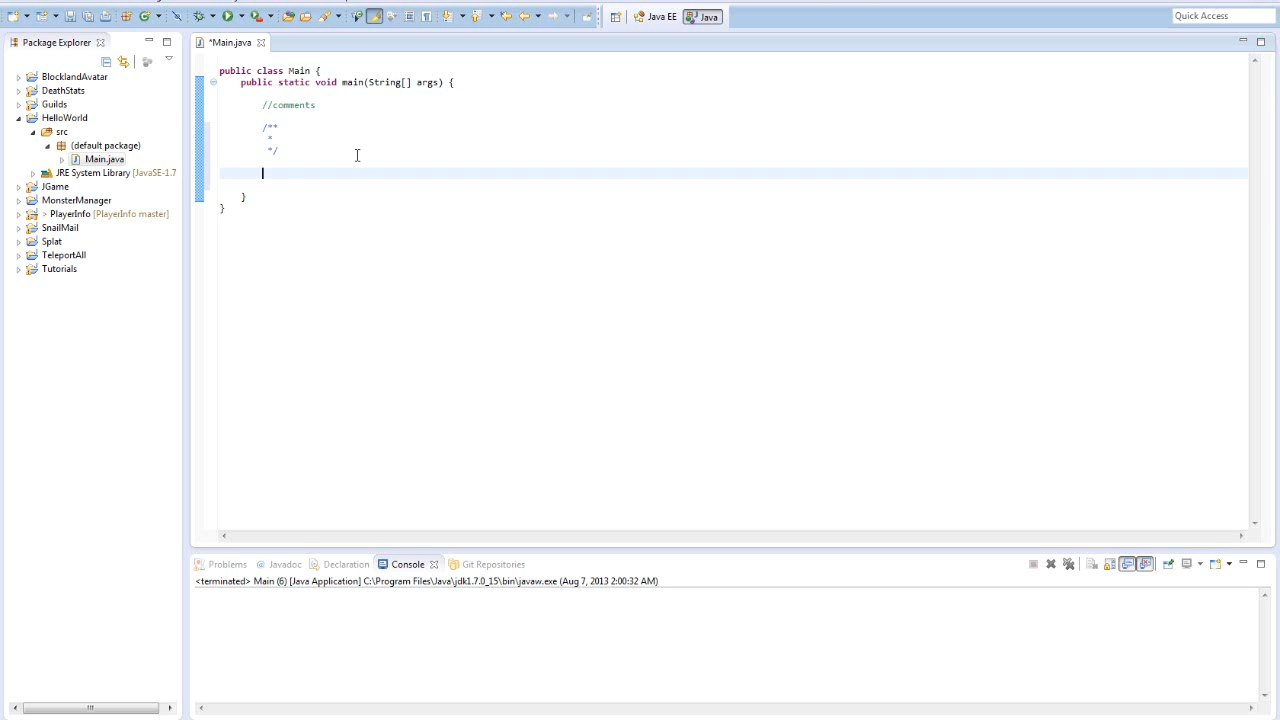 Java EE
Java
Quick Access
Package Explorer
BlocklandAvatar
DeathStats
Guilds
HelloWorld
src
(default package)
Main.java
JRE System Library [JavaSE-1.7
JGame
MonsterManager
> PlayerInfo [PlayerInfo master]
SnailMail
Splat
TeleportAll
Tutorials
*Main.java
public class Main {
public static void main(String[] args) {
//comments
/**
*
*/
}
}
Problems
@ Javadoc
Declaration
Console
Git Repositories
<terminated> Main (6) [Java Application] C:\Program Files\Java\jdk1.7.0_15\bin\javaw.exe (Aug 7, 2013 2:00:32 AM)